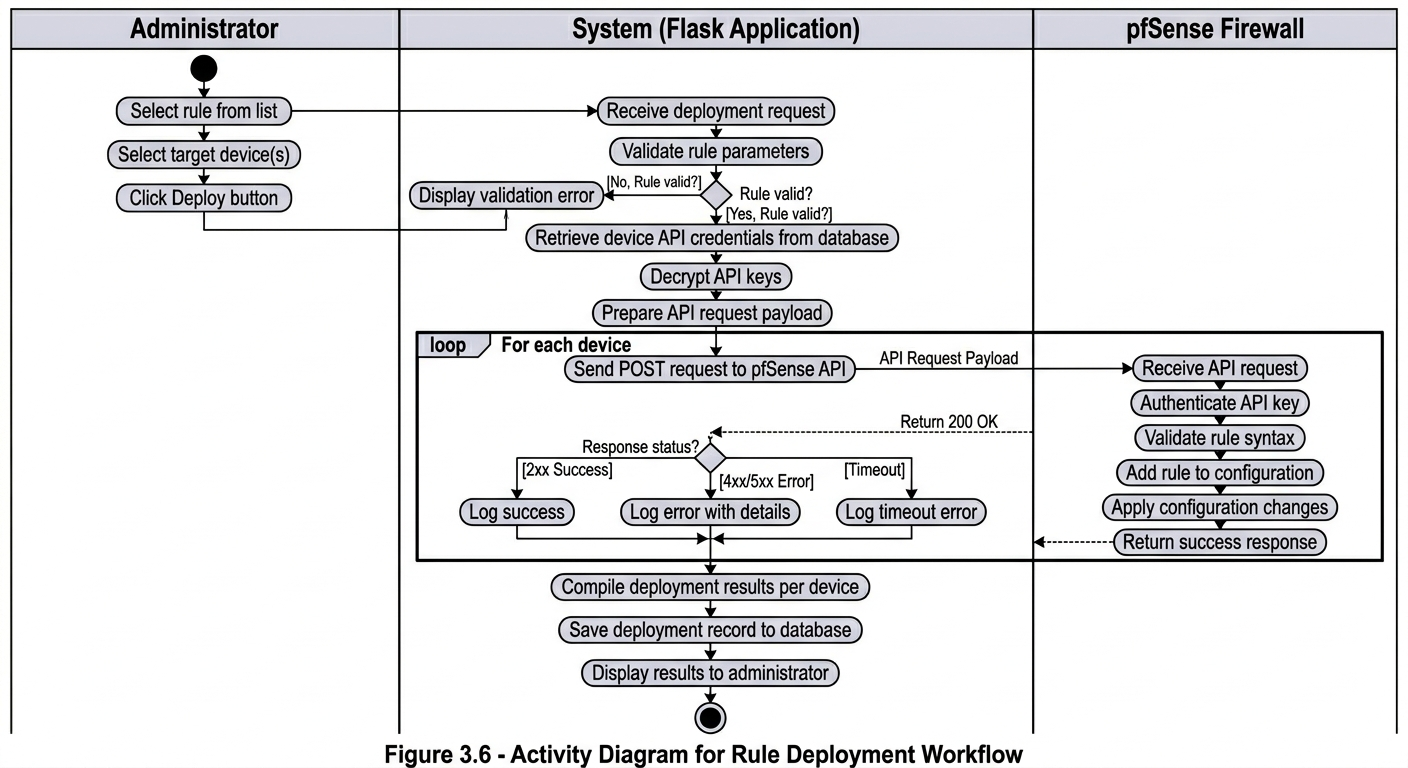 Administrator
System (Flask Application)
pfSense Firewall
Select rule from list
Select target device(s)
Click Deploy button
Receive deployment request
Validate rule parameters
Display validation error
[No, Rule valid?]
Rule valid?
[Yes, Rule valid?]
Retrieve device API credentials from database
Decrypt API keys
Prepare API request payload
loop
For each device
Send POST request to pfSense API
API Request Payload
Receive API request
Authenticate API key
Validate rule syntax
Add rule to configuration
Apply configuration changes
Return success response
Return 200 OK
Response status?
[2xx Success]
[4xx/5xx Error]
[Timeout]
Log success
Log error with details
Log timeout error
Compile deployment results per device
Save deployment record to database
Display results to administrator
Figure 3.6 - Activity Diagram for Rule Deployment Workflow